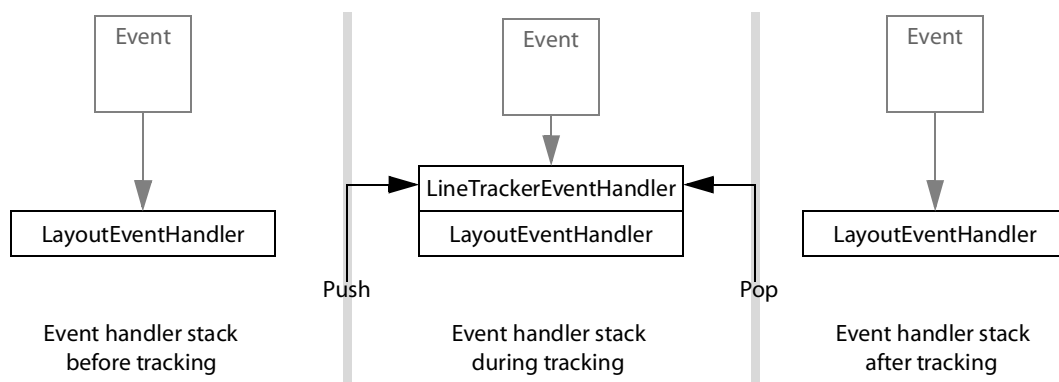 Event
Event
Event
LineTrackerEventHandler
LayoutEventHandler
LayoutEventHandler
LayoutEventHandler
Push
Pop
Event handler stack
before tracking
Event handler stack
during tracking
Event handler stack
after tracking